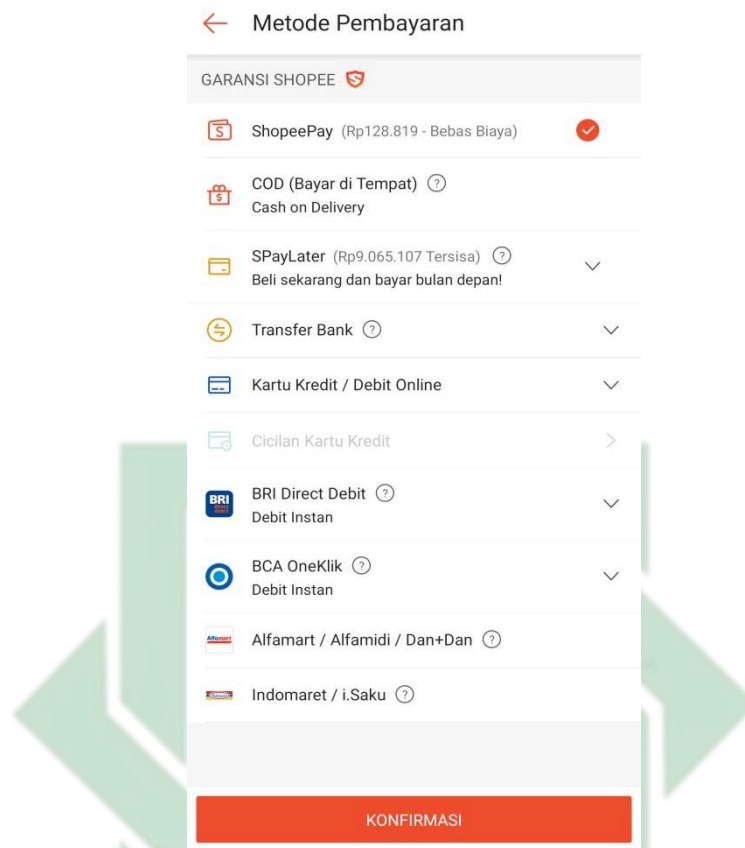 Metode Pembayaran
GARANSI SHOPEE
ShopeePay (Rp128.819 - Bebas Biaya)
COD (Bayar di Tempat) ?
Cash on Delivery
SPayLater (Rp9.065.107 Tersisa) ?
Beli sekarang dan bayar bulan depan!
Transfer Bank ?
Kartu Kredit / Debit Online
Cicilan Kartu Kredit
BRI Direct Debit ?
Debit Instan
BCA OneKlik ?
Debit Instan
Alfamart / Alfamidi / Dan+Dan ?
Indomaret / i.Saku ?
KONFIRMASI